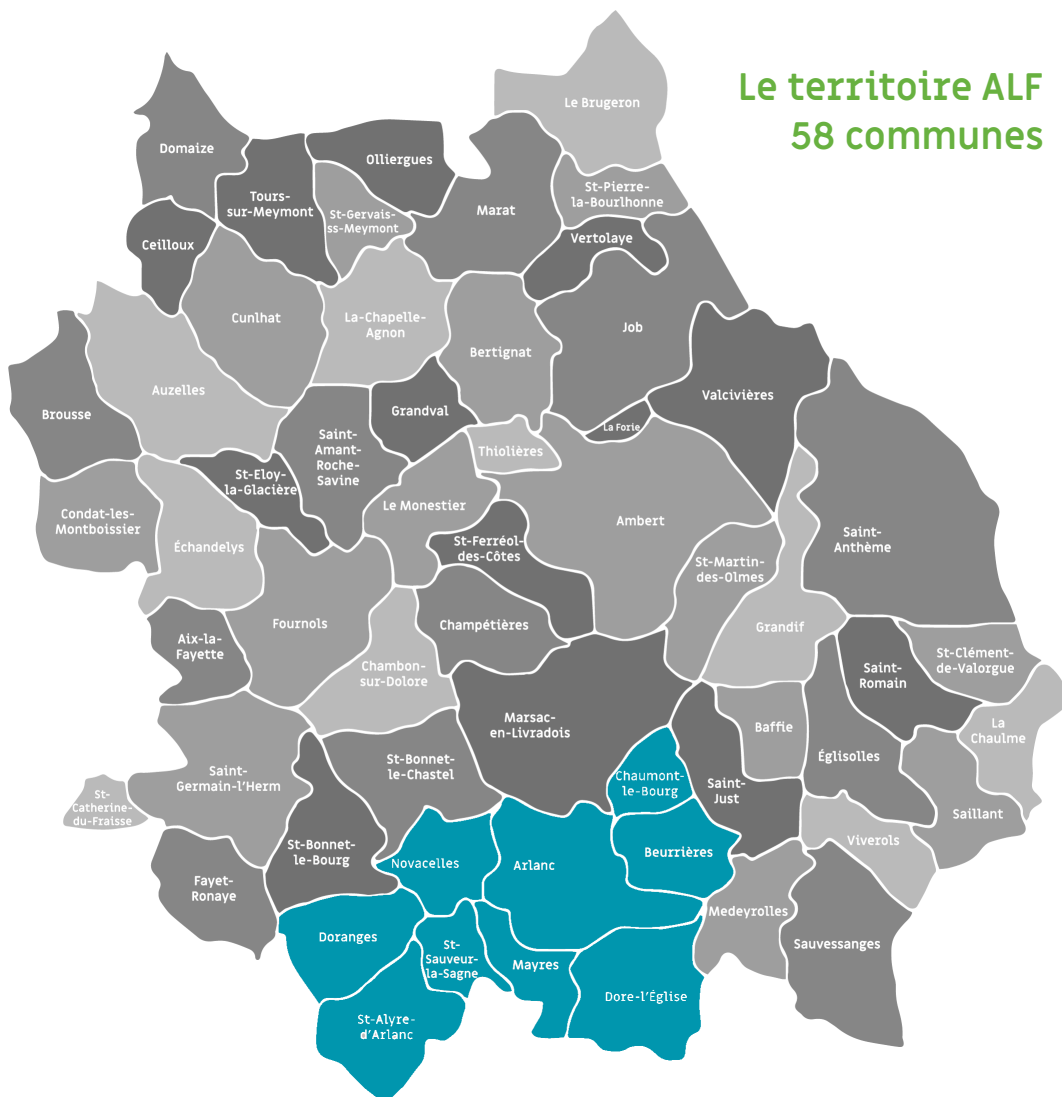 Le territoire ALF
58 communes
Le Brugeron
Domaize
Olliergues
Tours-
sur-Meymont
St-Gervais-
ss-Meymont
Marat
St-Pierre-
la-Bourlhonne
Vertolaye
Ceilloux
Cunlhat
La-Chapelle-
Agnon
Job
Bertignat
Auzelles
Valcivières
Brousse
Grandval
La Forie
Saint-
Amant-
Roche-
Savine
Thiolières
St-Eloy-
la-Glacière
Le Monestier
Condat-les-
Montboissier
Ambert
Saint-
Anthème
Échandelys
St-Ferréol-
des-Côtes
St-Martin-
des-Olmes
Fournols
Champétières
Grandif
Aix-la-
Fayette
Chambon-
sur-Dolore
Saint-
Romain
St-Clément-
de-Valorgue
Marsac-
en-Livradois
Baffie
La
Chaulme
Églisolles
St-Bonnet-
le-Chastel
Saint-
Germain-l'Herm
Chaumont-
le-Bourg
Saint-
Just
St-
Catherine-
du-Fraisse
Saillant
Viverols
St-Bonnet-
le-Bourg
Novacelles
Arlanc
Beurrières
Fayet-
Ronaye
Medeyrolles
Doranges
St-
Sauveur-
la-Sagne
Mayres
Sauvessanges
Dore-l'Église
St-Alyre-
d'Arlanc